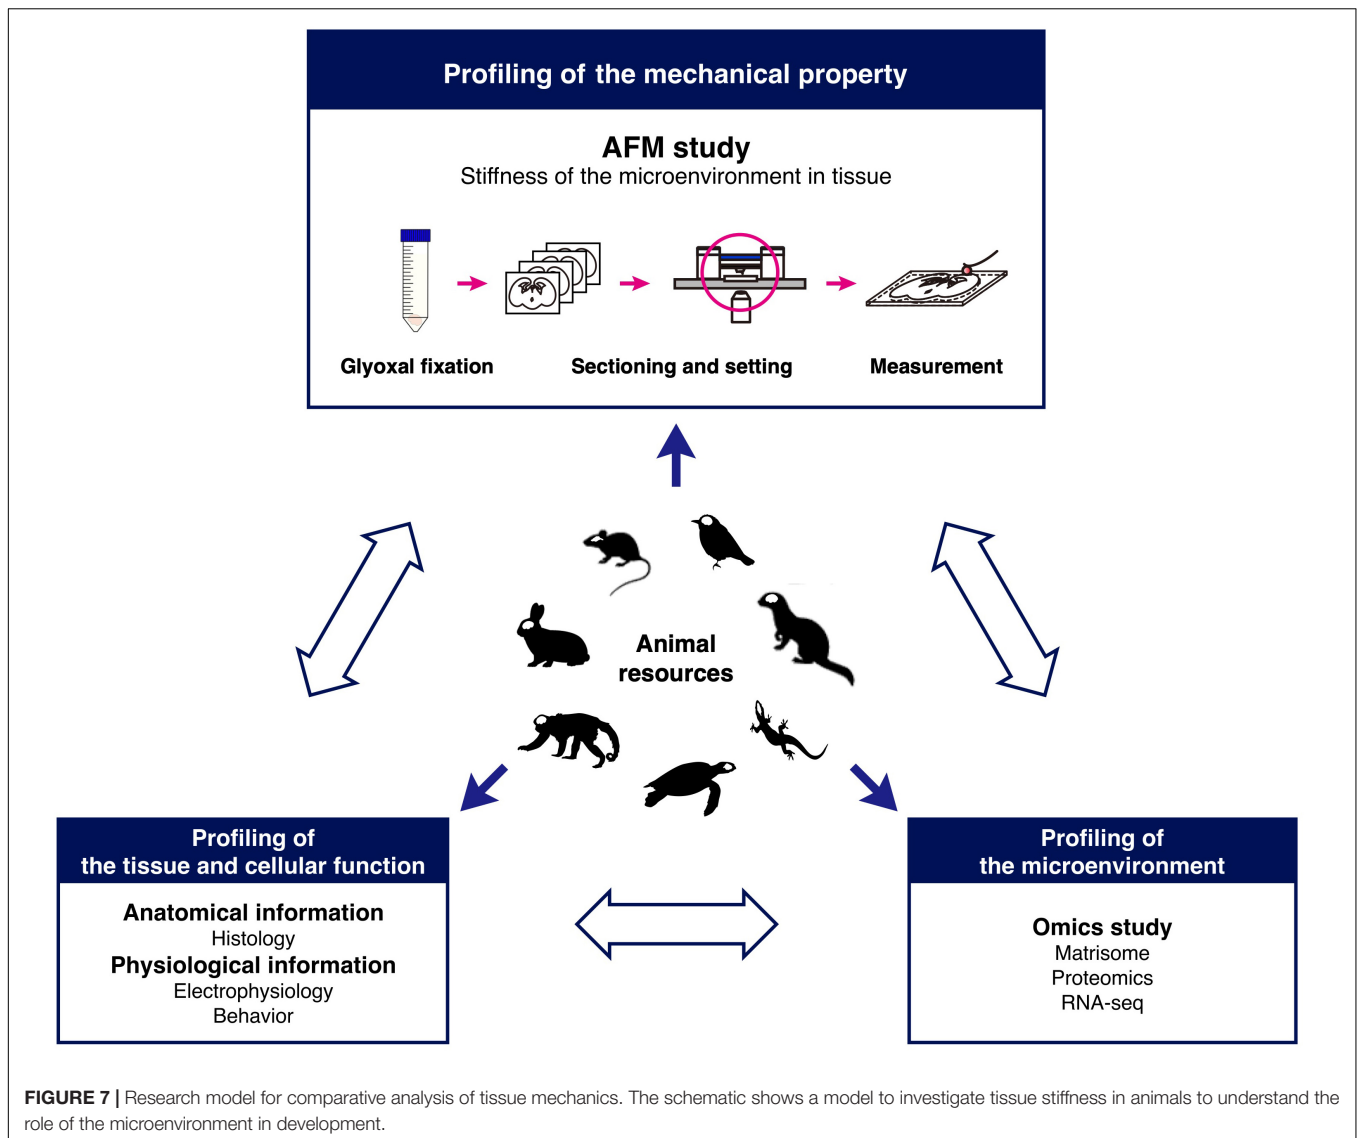 Profiling of the mechanical property
AFM study
Stiffness of the microenvironment in tissue
Glyoxal fixation
Sectioning and setting
Measurement
Animal
resources
Profiling of
the tissue and cellular function
Anatomical information
Histology
Physiological information
Electrophysiology
Behavior
Profiling of
the microenvironment
Omics study
Matrisome
Proteomics
RNA-seq
FIGURE 7 | Research model for comparative analysis of tissue mechanics. The schematic shows a model to investigate tissue stiffness in animals to understand the
role of the microenvironment in development.